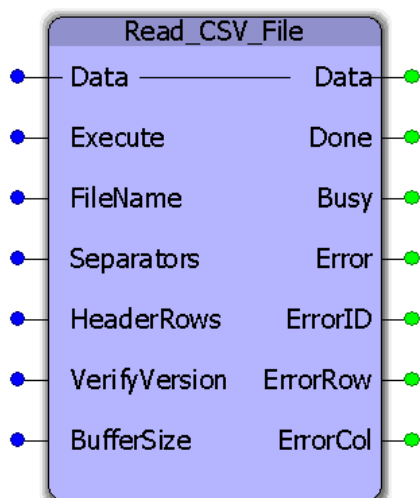 Read_CSV_File
Data Data
Execute Done
FileName Busy
Separators Error
HeaderRows ErrorID
VerifyVersion ErrorRow
BufferSize ErrorCol